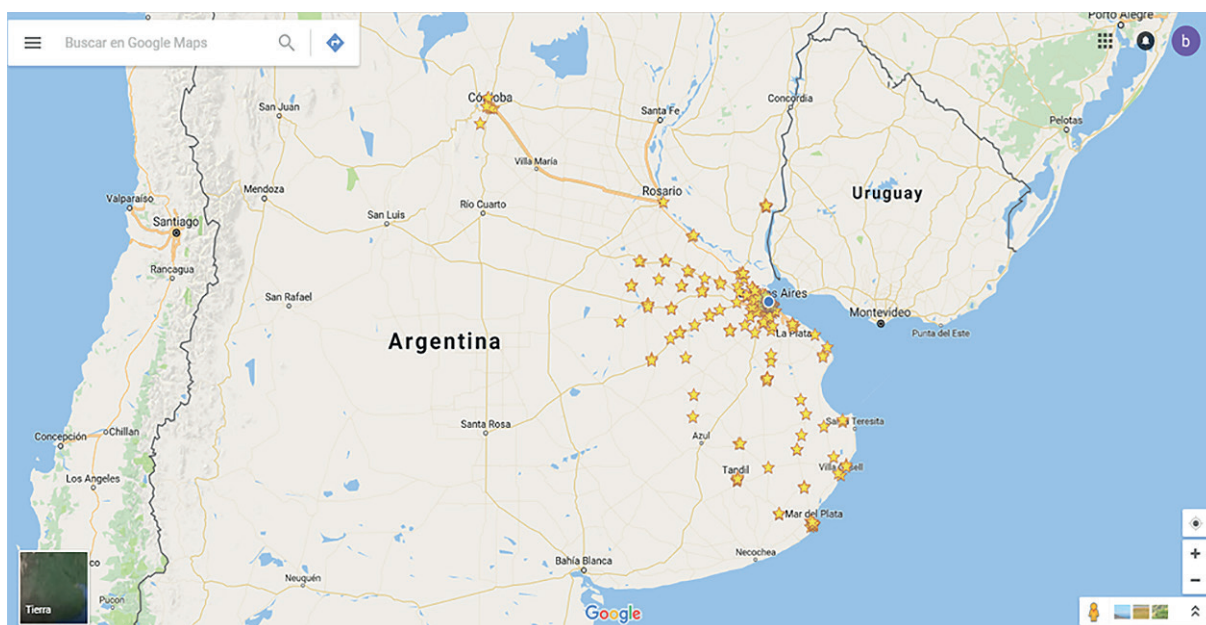 Buscar en Google Maps
Porto Alegre
b
Córdoba
San Juan
Santa Fe
Concordia
Pelotas
Villa María
Mendoza
Rosario
Uruguay
Valparaíso
San Luis
Río Cuarto
Santiago
Rancagua
San Rafael
Aires
Montevideo
Punta del Este
La Plata
Argentina
Santa Rosa
Teresita
Concepción
Chillan
Azul
Los Angeles
Tandil
Villa
Mar del Plata
Necochea
Bahía Blanca
Neuquén
Pucon
Tierra
Google